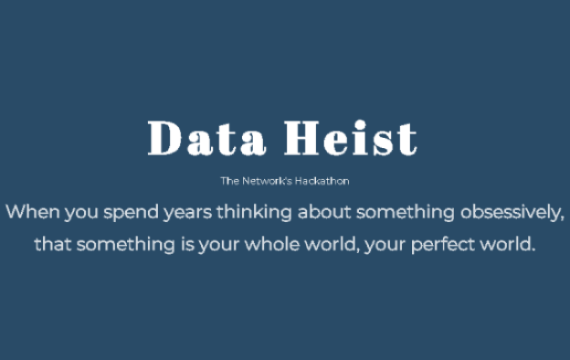 Data Heist
The Network's Hackathon
When you spend years thinking about something obsessively,
that something is your whole world, your perfect world.